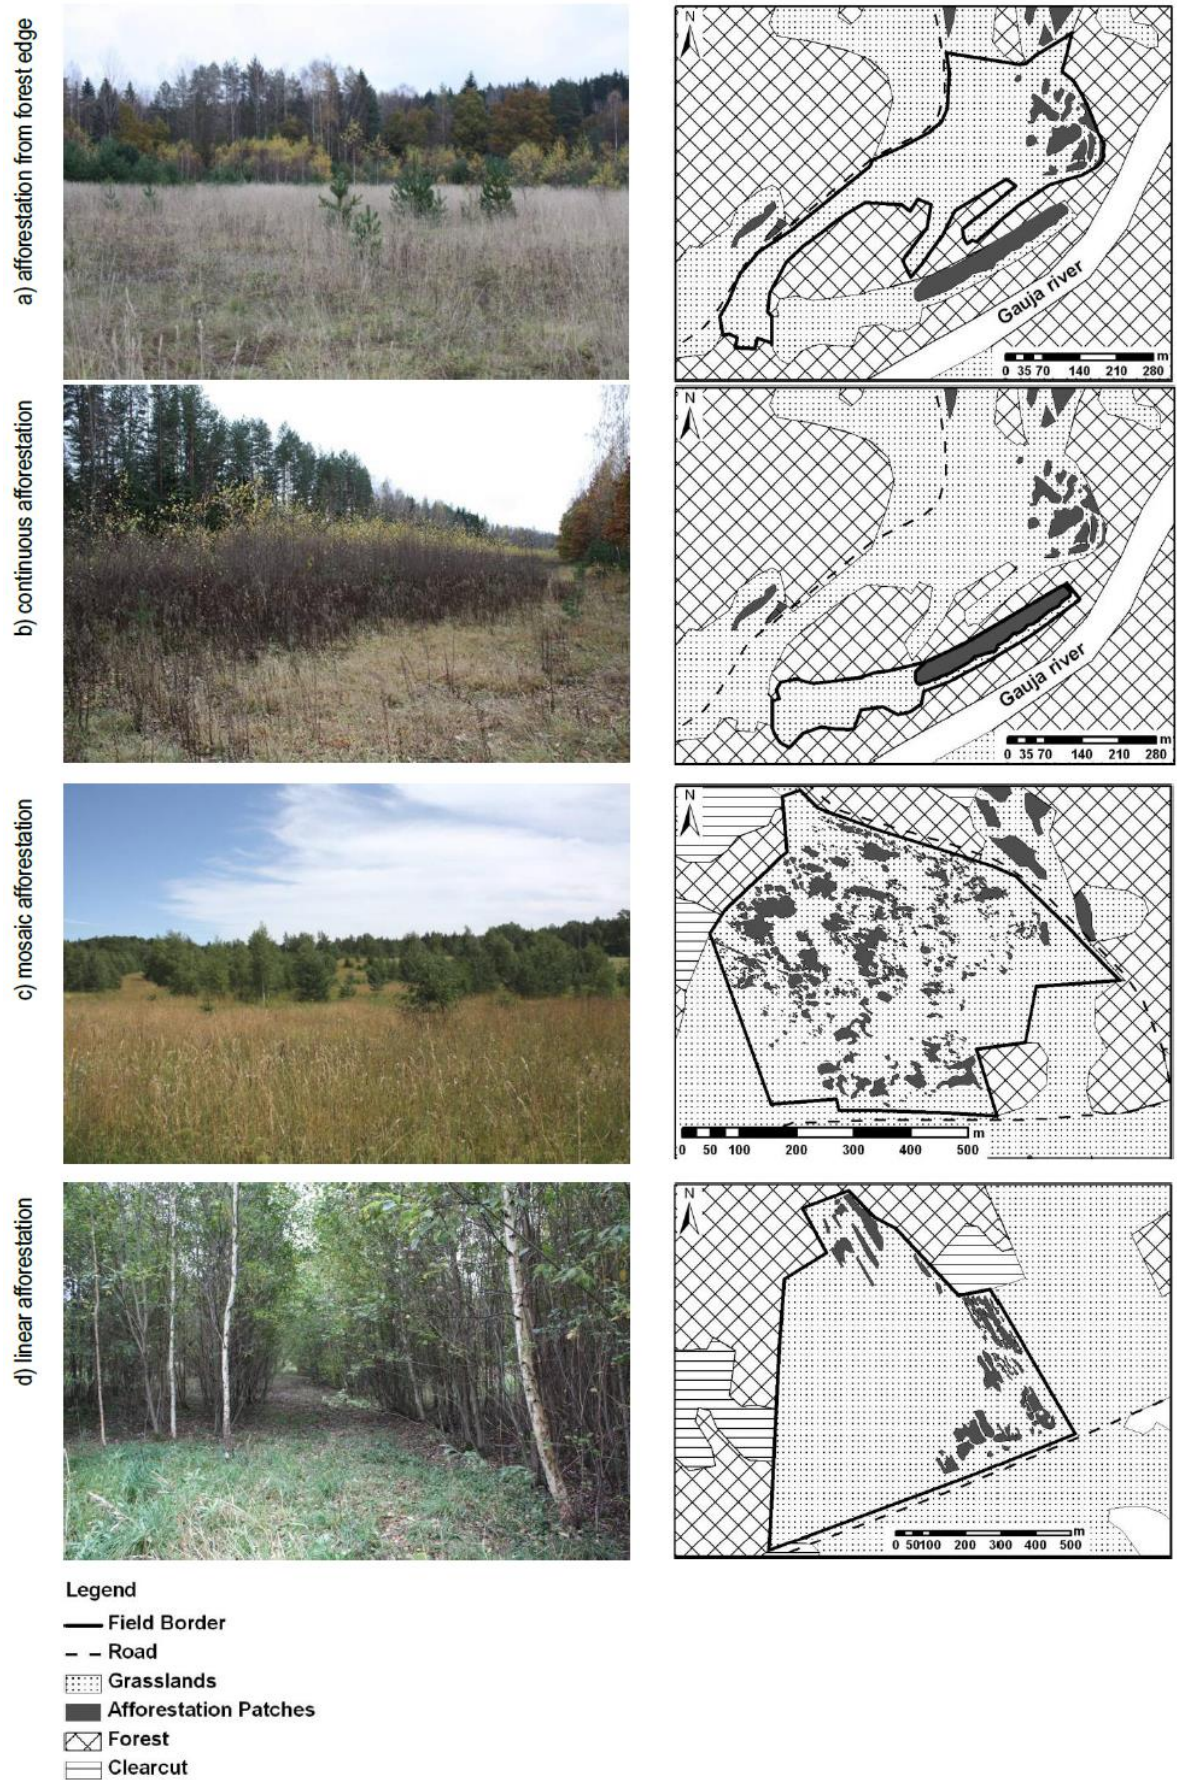 a) afforestation from forest edge
N
Gauja river
m
0 35 70 140 210 280
b) continuous afforestation
N
Gauja river
m
0 35 70 140 210 280
c) mosaic afforestation
N
m
0 50 100 200 300 400 500
d) linear afforestation
N
m
0 50100 200 300 400 500
Legend
Field Border
Road
Grasslands
Afforestation Patches
Forest
Clearcut